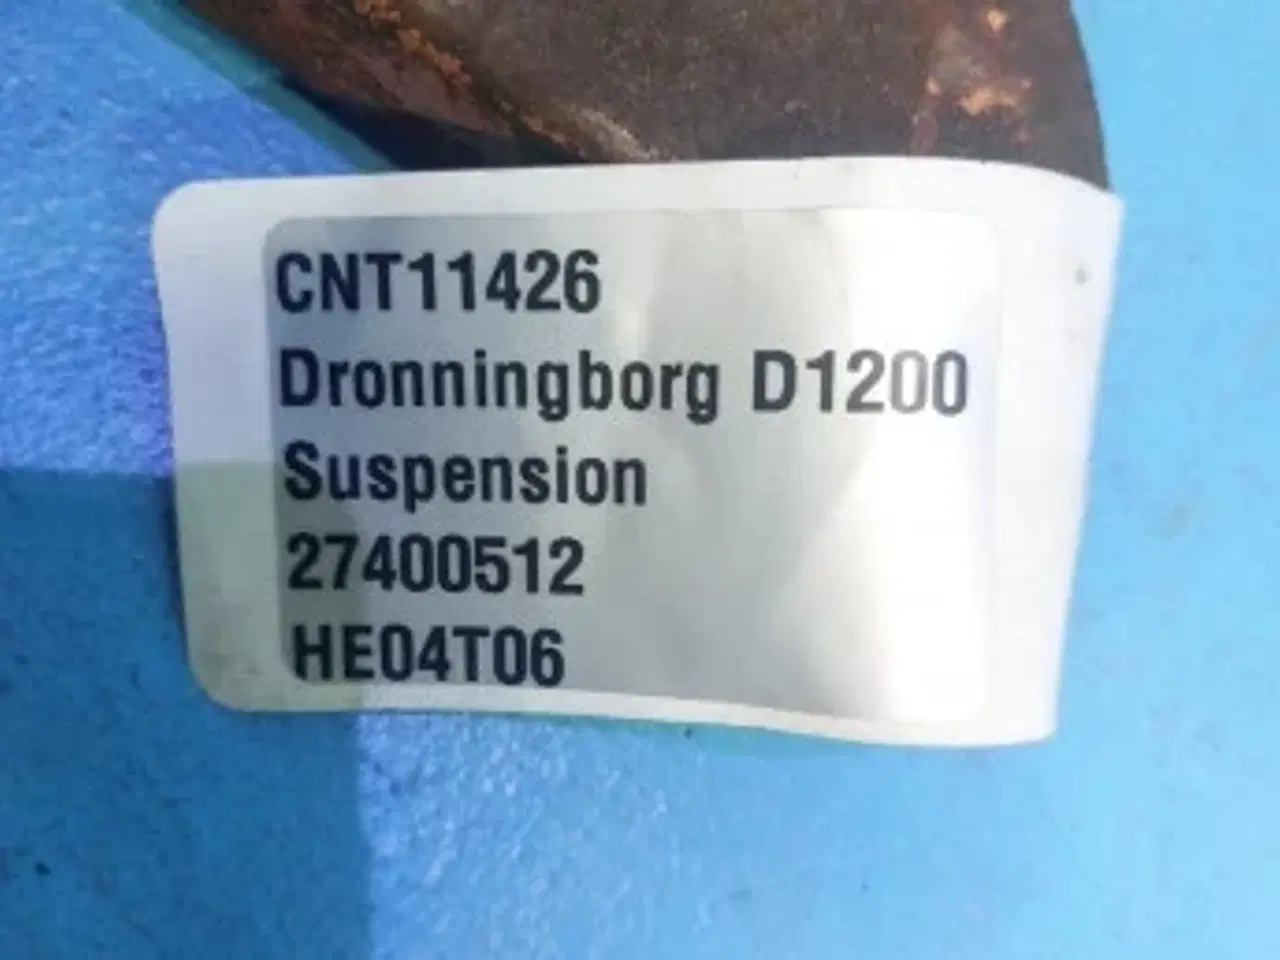 CNT11426
Dronningborg D1200
Suspension
27400512
HE04T06